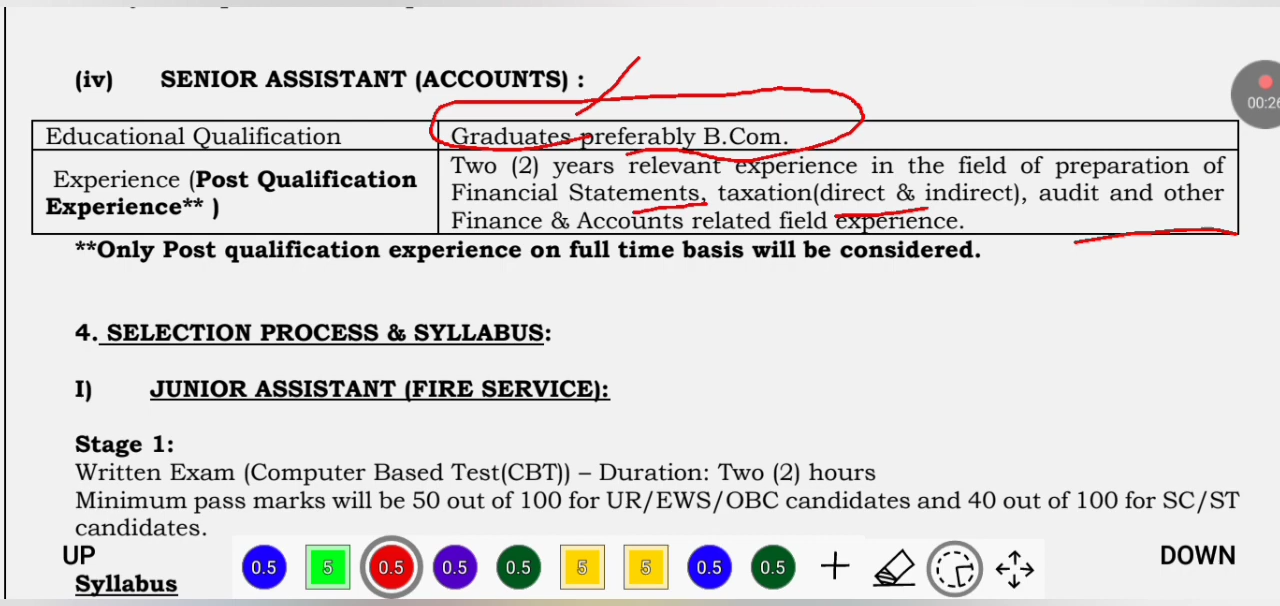 (iv) SENIOR ASSISTANT (ACCOUNTS) :
Educational Qualification
Graduates preferably B.Com.
Experience (Post Qualification
Experience** )
Two (2) years relevant experience in the field of preparation of
Financial Statements, taxation(direct & indirect), audit and other
Finance & Accounts related field experience.
**Only Post qualification experience on full time basis will be considered.
4. SELECTION PROCESS & SYLLABUS:
I) JUNIOR ASSISTANT (FIRE SERVICE):
Stage 1:
Written Exam (Computer Based Test(CBT)) – Duration: Two (2) hours
Minimum pass marks will be 50 out of 100 for UR/EWS/OBC candidates and 40 out of 100 for SC/ST
candidates.
Syllabus
UP
0.5 5 0.5 0.5 0.5 5 5 0.5 0.5
DOWN